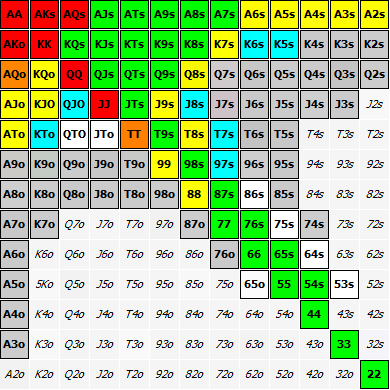 AA AKs AQs AJs ATs A9s A8s A7s A6s A5s A4s A3s A2s
AKo KK KQs KJs KTs K9s K8s K7s K6s K5s K4s K3s K2s
AQo KQo QQ QJs QTs Q9s Q8s Q7s Q6s Q5s Q4s Q3s Q2s
AJo KJO QJO JJ JTs J9s J8s J7s J6s J5s J4s J3s J2s
ATo KTo QTO JTo TT T9s T8s T7s T6s T5s T4s T3s T2s
A9o K9o Q9o J9o T9o 99 98s 97s 96s 95s 94s 93s 92s
A8o K8o Q8o J8o T8o 98o 88 87s 86s 85s 84s 83s 82s
A7o K7o Q7o J7o T7o 97o 87o 77 76s 75s 74s 73s 72s
A6o K6o Q6o J6o T6o 96o 86o 76o 66 65s 64s 63s 62s
A5o 5Ko Q5o J5o T5o 95o 85o 75o 65o 55 54s 53s 52s
A4o K4o Q4o J4o T4o 94o 84o 74o 64o 54o 44 43s 42s
A3o K3o Q3o J3o T3o 93o 83o 73o 63o 53o 43o 33 32s
A2o K2o Q2o J2o T2o 92o 82o 72o 62o 52o 42o 32o 22